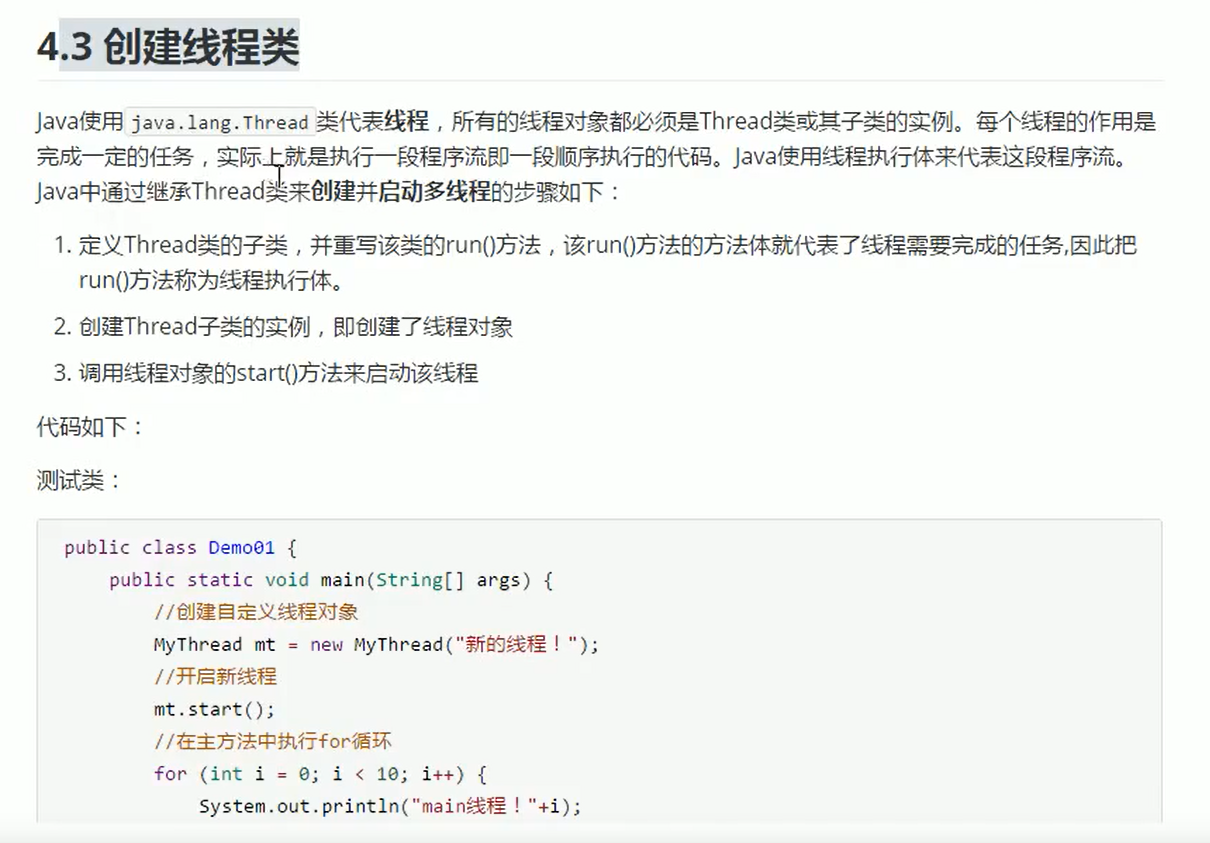 4.3 创建线程类
Java使用 java.lang.Thread 类代表线程，所有的线程对象都必须是Thread类或其子类的实例。每个线程的作用是
完成一定的任务，实际上就是执行一段程序流即一段顺序执行的代码。Java使用线程执行体来代表这段程序流。
Java中通过继承Thread类来创建并启动多线程的步骤如下：
1. 定义Thread类的子类，并重写该类的run()方法，该run()方法的方法体就代表了线程需要完成的任务,因此把
run()方法称为线程执行体。
2. 创建Thread子类的实例，即创建了线程对象
3. 调用线程对象的start()方法来启动该线程
代码如下：
测试类：
public class Demo01 {
public static void main(String[] args) {
//创建自定义线程对象
MyThread mt = new MyThread("新的线程！");
//开启新线程
mt.start();
//在主方法中执行for循环
for (int i = 0; i < 10; i++) {
System.out.println("main线程！"+i);